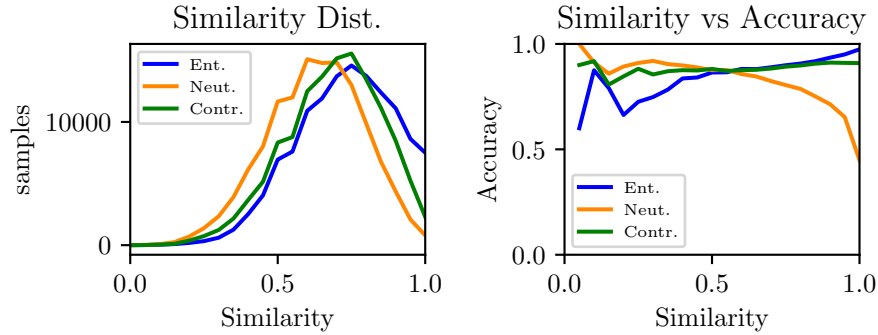 Similarity Dist.
Ent.
Neut.
Contr.
samples
10000
0
0.0 0.5 1.0
Similarity
Similarity vs Accuracy
Accuracy
1.0
0.5
0.0
Ent.
Neut.
Contr.
0.0 0.5 1.0
Similarity